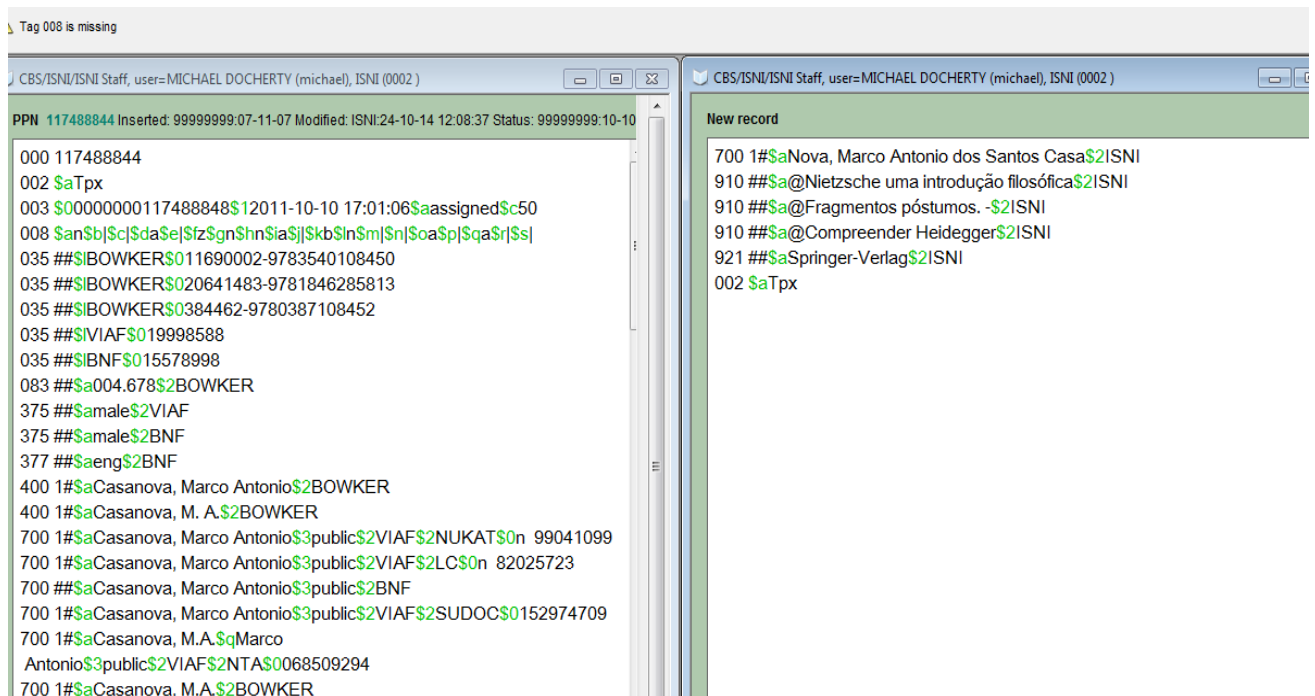 Tag 008 is missing
CBS/ISNI/ISNI Staff, user=MICHAEL DOCHERTY (michael), ISNI (0002 )
PPN 117488844 Inserted: 99999999:07-11-07 Modified: ISNI:24-10-14 12:08:37 Status: 99999999:10-10
000 117488844
002 $aTpx
003 $0000000117488848$12011-10-10 17:01:06$aassigned$c50
008 $an$b|$c|$da$e|$fz$gn$hn$ia$j|$kb$ln$m|$n|$oa$p|$qa$r|$s|
035 ##$lBOWKER$011690002-9783540108450
035 ##$lBOWKER$020641483-9781846285813
035 ##$lBOWKER$0384462-9780387108452
035 ##$lVIAF$019998588
035 ##$lBNF$015578998
083 ##$a004.678$2BOWKER
375 ##$amale$2VIAF
375 ##$amale$2BNF
377 ##$aeng$2BNF
400 1#$aCasanova, Marco Antonio$2BOWKER
400 1#$aCasanova, M. A.$2BOWKER
700 1#$aCasanova, Marco Antonio$3public$2VIAF$2NUKAT$0n 99041099
700 1#$aCasanova, Marco Antonio$3public$2VIAF$2LC$0n 82025723
700 ##$aCasanova, Marco Antonio$3public$2BNF
700 1#$aCasanova, Marco Antonio$3public$2VIAF$2SUDOC$0152974709
700 1#$aCasanova, M.A.$qMarco
Antonio$3public$2VIAF$2NTA$0068509294
700 1#$aCasanova, M.A.$2BOWKER
CBS/ISNI/ISNI Staff, user=MICHAEL DOCHERTY (michael), ISNI (0002 )
New record
700 1#$aNova, Marco Antonio dos Santos Casa$2ISNI
910 ##$a@Nietzsche uma introdução filosófica$2ISNI
910 ##$a@Fragmentos póstumos. -$2ISNI
910 ##$a@Compreender Heidegger$2ISNI
921 ##$aSpringer-Verlag$2ISNI
002 $aTpx